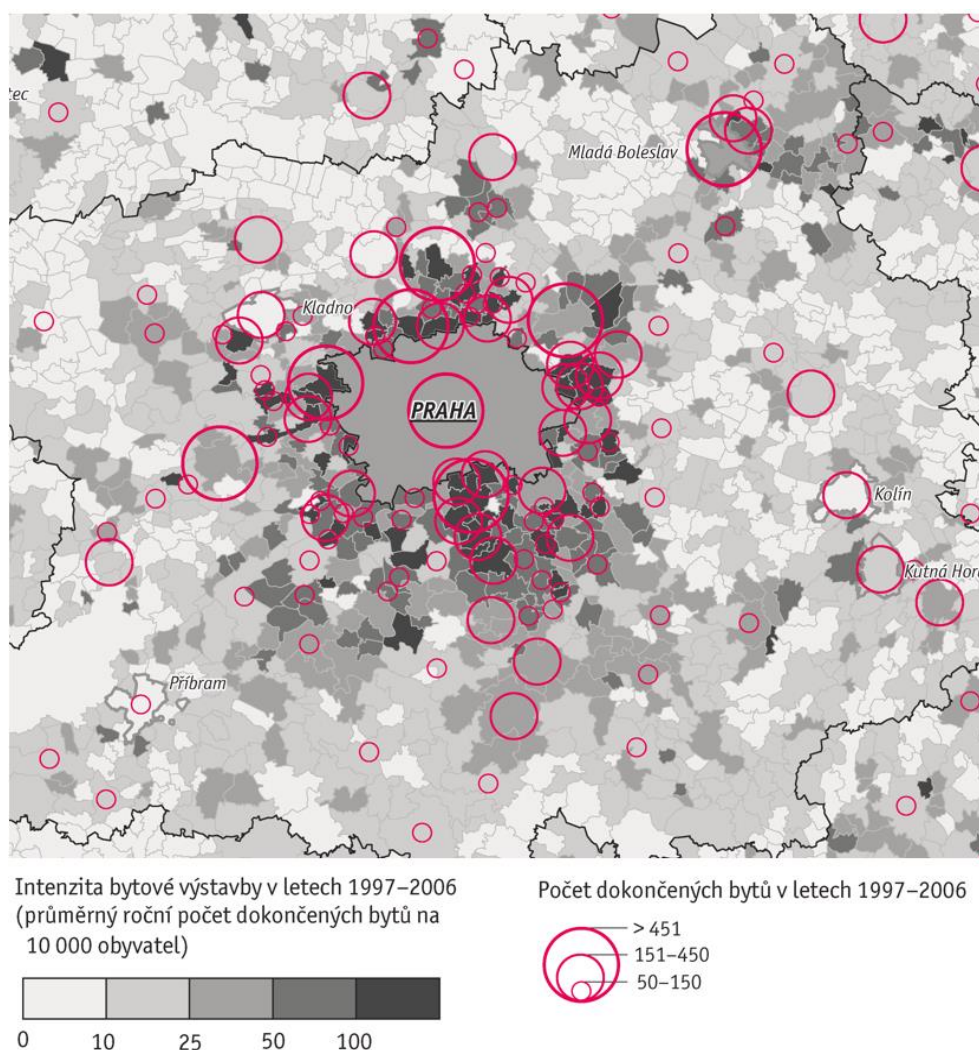 tec
Mladá Boleslav
Kladno
PRAHA
Kolín
Kutná Hor
Příbram
Intenzita bytové výstavby v letech 1997–2006
(průměrný roční počet dokončených bytů na
10 000 obyvatel)
0 10 25 50 100
Počet dokončených bytů v letech 1997–2006
> 451
151–450
50–150